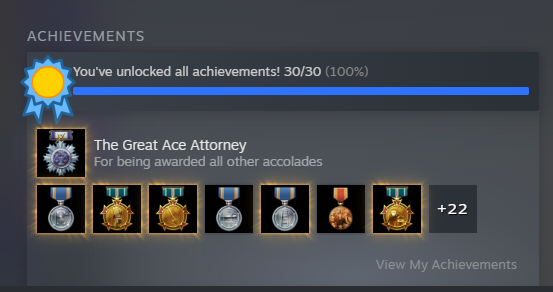 ACHIEVEMENTS
You've unlocked all achievements! 30/30 (100%)
The Great Ace Attorney
For being awarded all other accolades
+22
View My Achievements